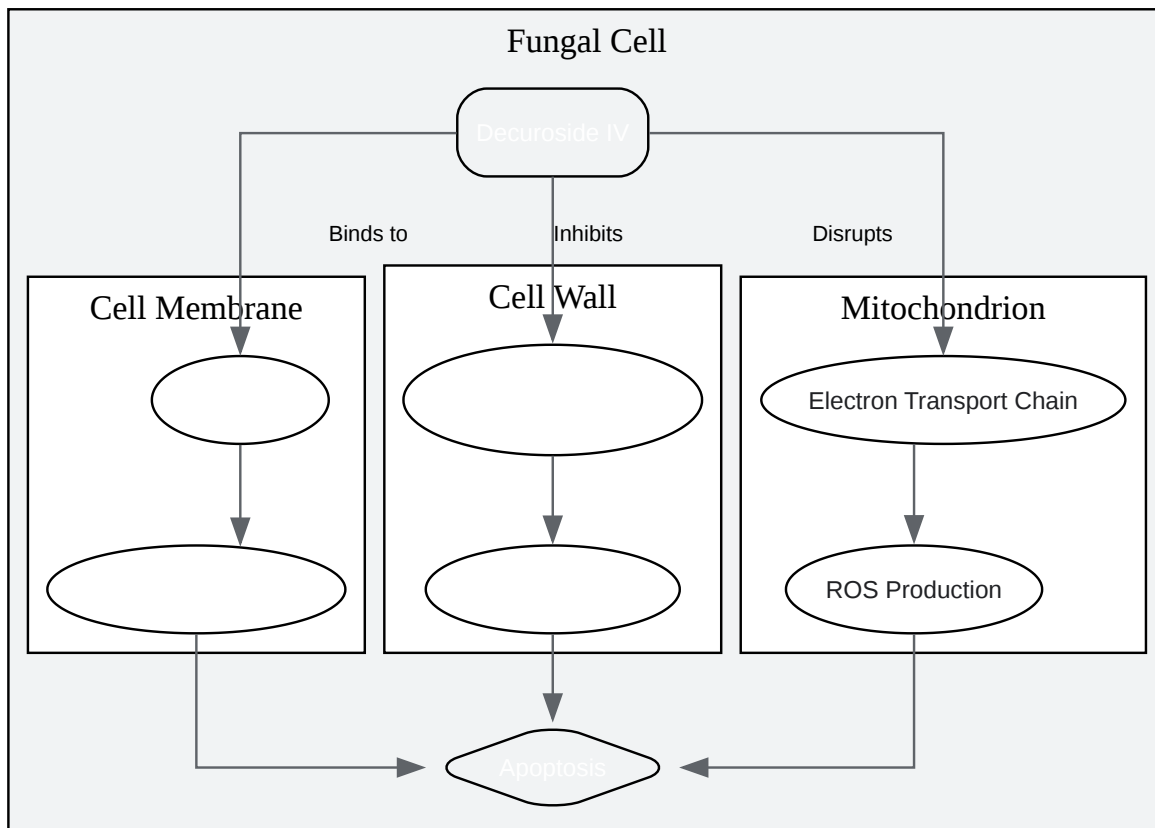 Fungal Cell
Decuroside IV
Binds to
Inhibits
Disrupts
Cell Membrane
Cell Wall
Mitochondrion
Electron Transport Chain
ROS Production
Apoptosis